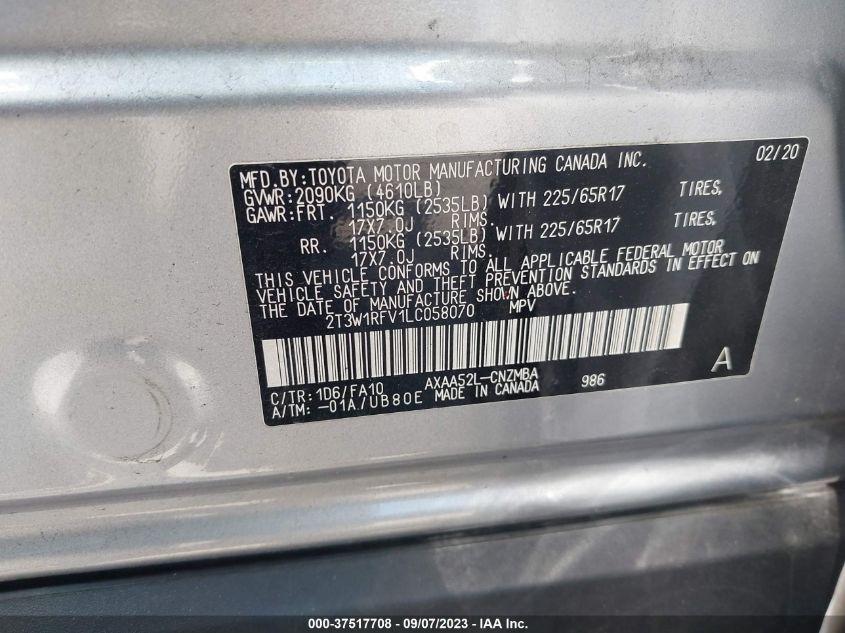 MFD.BY:TOYOTA MOTOR MANUFACTURING CANADA INC. 02/20
GVWR:2090KG (4610LB)
GAWR:FRT. 1150KG (2535LB) WITH 225/65R17 TIRES,
17X7.0J RIMS.
RR. 1150KG (2535LB) WITH 225/65R17 TIRES,
17X7.0J RIMS.
THIS VEHICLE CONFORMS TO ALL APPLICABLE FEDERAL MOTOR
VEHICLE SAFETY AND THEFT PREVENTION STANDARDS IN EFFECT ON
THE DATE OF MANUFACTURE SHOWN ABOVE.
2T3W1RFV1LC058070 MPV
A
C/TR: 1D6/FA10 AXAA52L-CNZMBA 986
A/TM: -01A/UB80E MADE IN CANADA
000-37517708 - 09/07/2023 - IAA Inc.